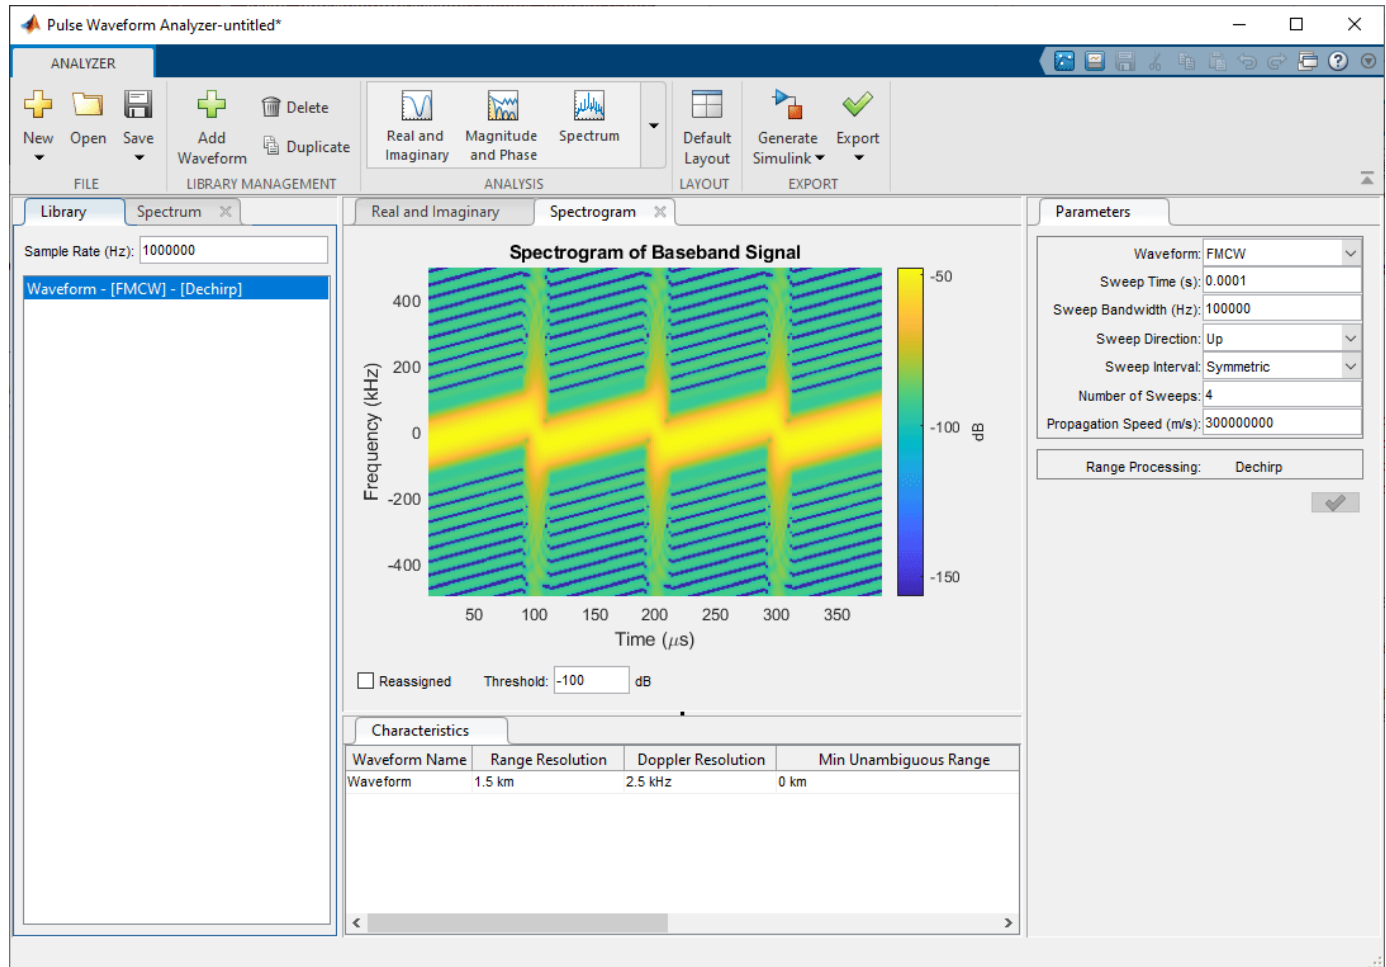 Pulse Waveform Analyzer-untitled*
ANALYZER
New
Open
Save
Add Waveform
Delete
Duplicate
Real and Imaginary
Magnitude and Phase
Spectrum
Default Layout
Generate Simulink
Export
FILE
LIBRARY MANAGEMENT
ANALYSIS
LAYOUT
EXPORT
Library
Spectrum
Sample Rate (Hz): 1000000
Waveform - [FMCW] - [Dechirp]
Real and Imaginary
Spectrogram
Spectrogram of Baseband Signal
Frequency (kHz)
400
200
0
-200
-400
50 100 150 200 250 300 350
Time (μs)
-50
-100
-150
dB
Reassigned
Threshold: -100 dB
Characteristics
Waveform Name Range Resolution Doppler Resolution Min Unambiguous Range
Waveform 1.5 km 2.5 kHz 0 km
Parameters
Waveform: FMCW
Sweep Time (s): 0.0001
Sweep Bandwidth (Hz): 100000
Sweep Direction: Up
Sweep Interval: Symmetric
Number of Sweeps: 4
Propagation Speed (m/s): 300000000
Range Processing: Dechirp